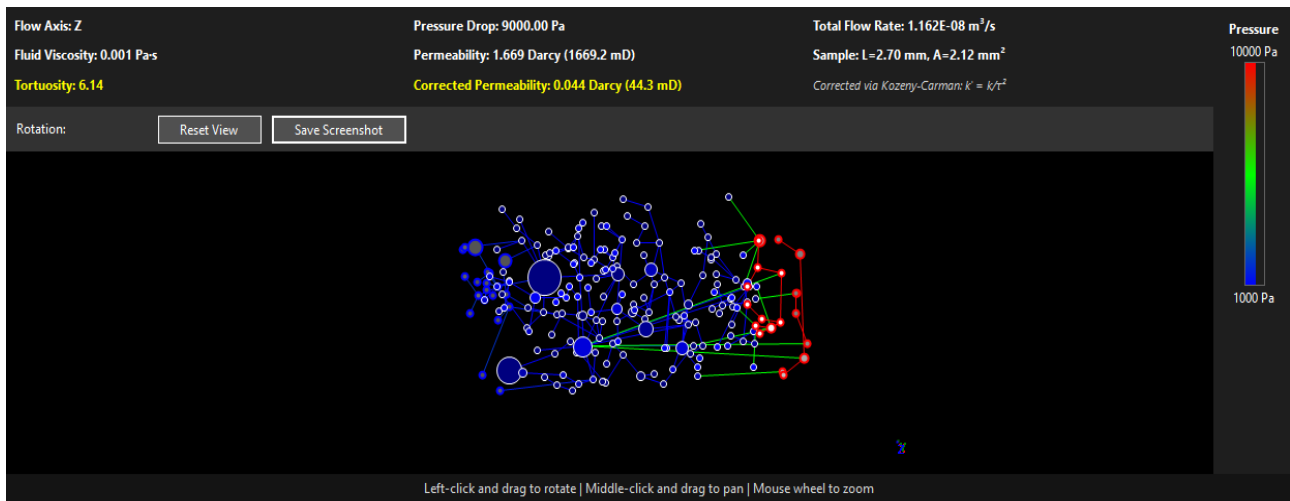 Flow Axis: Z
Pressure Drop: 9000.00 Pa
Total Flow Rate: 1.162E-08 m³/s
Fluid Viscosity: 0.001 Pa·s
Permeability: 1.669 Darcy (1669.2 mD)
Sample: L=2.70 mm, A=2.12 mm²
Tortuosity: 6.14
Corrected Permeability: 0.044 Darcy (44.3 mD)
Corrected via Kozeny-Carman: k' = k/τ²
Pressure
10000 Pa
1000 Pa
Rotation:
Reset View
Save Screenshot
Left-click and drag to rotate | Middle-click and drag to pan | Mouse wheel to zoom